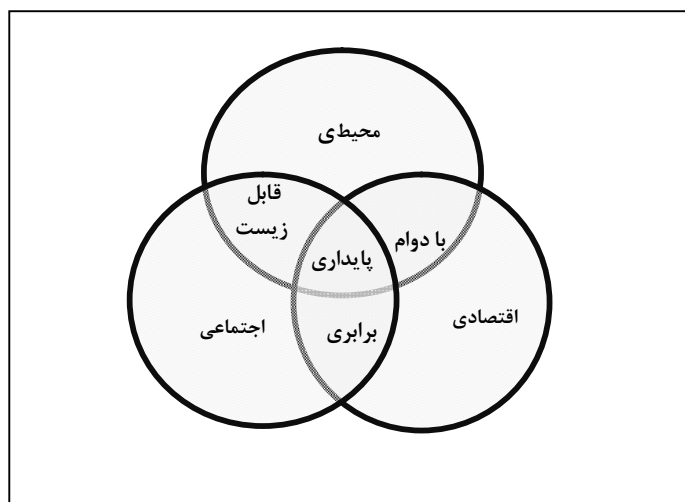 محیطی
قابل
زیست
با دوام
پایداری
اجتماعی
برابری
اقتصادی